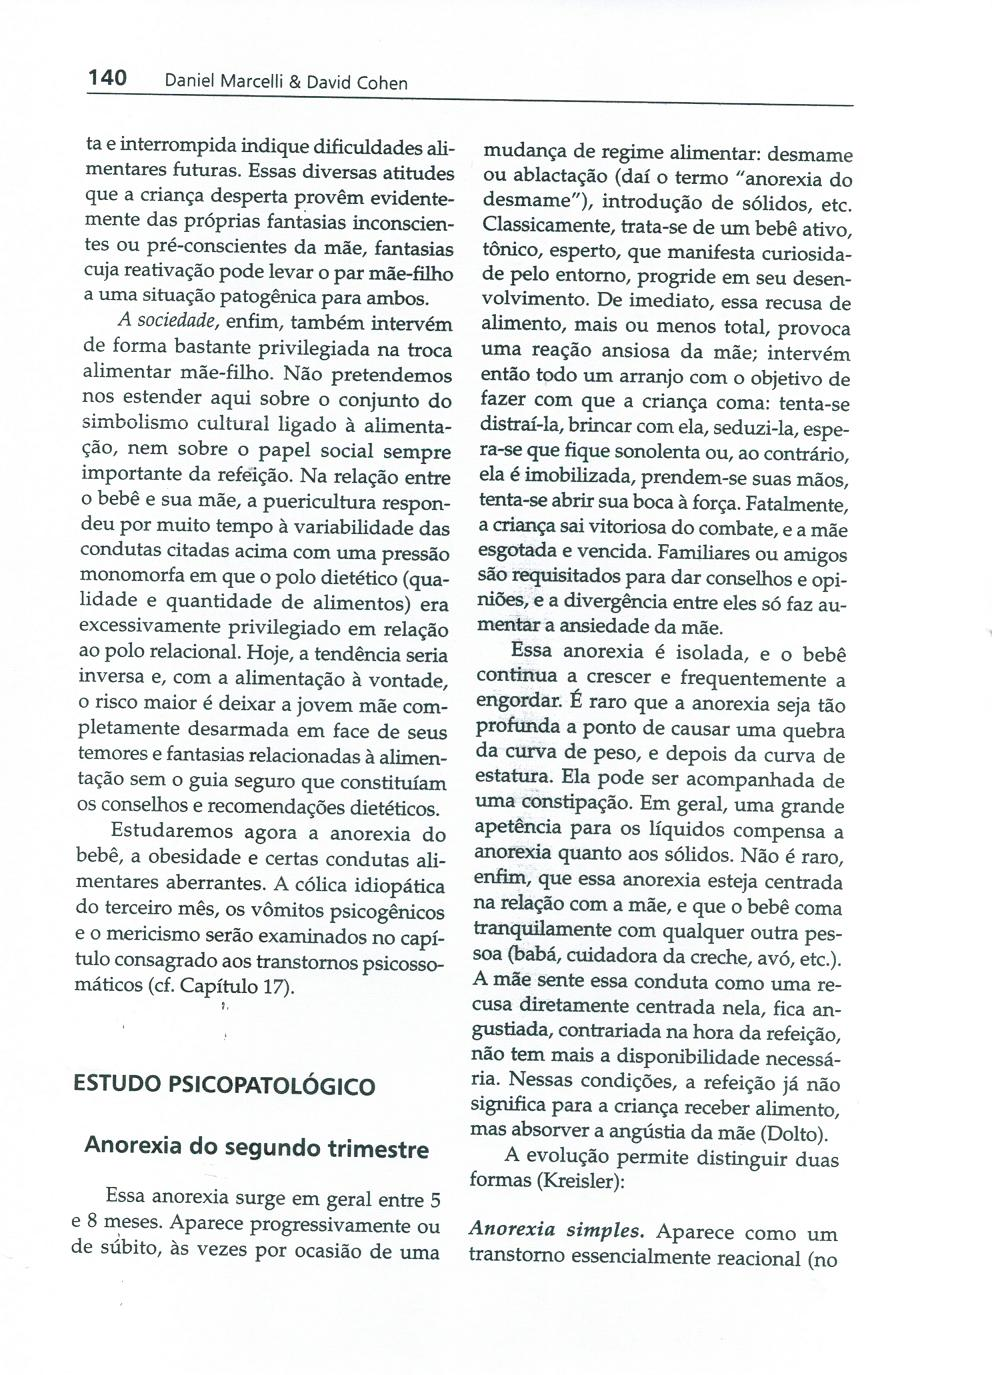 140 Daniel Marcelli & David Cohen
ta e interrompida indique dificuldades ali-
mentares futuras. Essas diversas atitudes
que a criança desperta provêm evidente-
mente das próprias fantasias inconscien-
tes ou pré-conscientes da mãe, fantasias
cuja reativação pode levar o par mãe-filho
a uma situação patogênica para ambos.
A sociedade, enfim, também intervém
de forma bastante privilegiada na troca
alimentar mãe-filho. Não pretendemos
nos estender aqui sobre o conjunto do
simbolismo cultural ligado à alimenta-
ção, nem sobre o papel social sempre
importante da refeição. Na relação entre
o bebê e sua mãe, a puericultura respon-
deu por muito tempo à variabilidade das
condutas citadas acima com uma pressão
monomorfa em que o polo dietético (qua-
lidade e quantidade de alimentos) era
excessivamente privilegiado em relação
ao polo relacional. Hoje, a tendência seria
inversa e, com a alimentação à vontade,
o risco maior é deixar a jovem mãe com-
pletamente desarmada em face de seus
temores e fantasias relacionadas à alimen-
tação sem o guia seguro que constituíam
os conselhos e recomendações dietéticos.
Estudaremos agora a anorexia do
bebê, a obesidade e certas condutas ali-
mentares aberrantes. A cólica idiopática
do terceiro mês, os vômitos psicogênicos
e o mericismo serão examinados no capí-
tulo consagrado aos transtornos psicosso-
máticos (cf. Capítulo 17).
ESTUDO PSICOPATOLÓGICO
Anorexia do segundo trimestre
Essa anorexia surge em geral entre 5
e 8 meses. Aparece progressivamente ou
de súbito, às vezes por ocasião de uma
mudança de regime alimentar: desmame
ou ablactação (daí o termo "anorexia do
desmame"), introdução de sólidos, etc.
Classicamente, trata-se de um bebê ativo,
tônico, esperto, que manifesta curiosida-
de pelo entorno, progride em seu desen-
volvimento. De imediato, essa recusa de
alimento, mais ou menos total, provoca
uma reação ansiosa da mãe; intervém
então todo um arranjo com o objetivo de
fazer com que a criança coma: tenta-se
distraí-la, brincar com ela, seduzi-la, espe-
ra-se que fique sonolenta ou, ao contrário,
ela é imobilizada, prendem-se suas mãos,
tenta-se abrir sua boca à força. Fatalmente,
a criança sai vitoriosa do combate, e a mãe
esgotada e vencida. Familiares ou amigos
são requisitados para dar conselhos e opi-
niões, e a divergência entre eles só faz au-
mentar a ansiedade da mãe.
Essa anorexia é isolada, e o bebê
continua a crescer e frequentemente a
engordar. É raro que a anorexia seja tão
profunda a ponto de causar uma quebra
da curva de peso, e depois da curva de
estatura. Ela pode ser acompanhada de
uma constipação. Em geral, uma grande
apetência para os líquidos compensa a
anorexia quanto aos sólidos. Não é raro,
enfim, que essa anorexia esteja centrada
na relação com a mãe, e que o bebê coma
tranquilamente com qualquer outra pes-
soa (babá, cuidadora da creche, avó, etc.).
A mãe sente essa conduta como uma re-
cusa diretamente centrada nela, fica an-
gustiada, contrariada na hora da refeição,
não tem mais a disponibilidade necessá-
ria. Nessas condições, a refeição já não
significa para a criança receber alimento,
mas absorver a angústia da mãe (Dolto).
A evolução permite distinguir duas
formas (Kreisler):
Anorexia simples. Aparece como um
transtorno essencialmente reacional (no